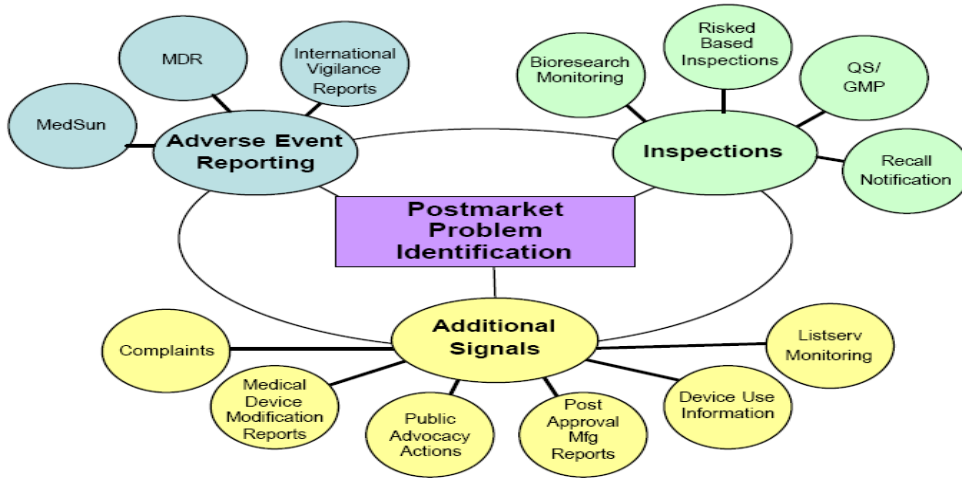 MDR
International
Vigilance
Reports
MedSun
Adverse Event
Reporting
Bioresearch
Monitoring
Risked
Based
Inspections
QS/
GMP
Inspections
Recall
Notification
Postmarket
Problem
Identification
Additional
Signals
Complaints
Medical
Device
Modification
Reports
Public
Advocacy
Actions
Post
Approval
Mfg
Reports
Device Use
Information
Listserv
Monitoring